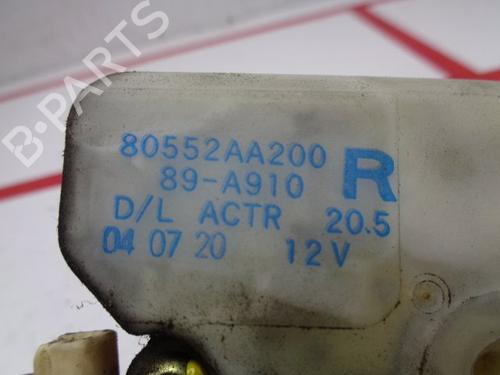 B-PARTS
80552AA200
89-A910 R
D/L ACTR 20.5
04 07 20 12V